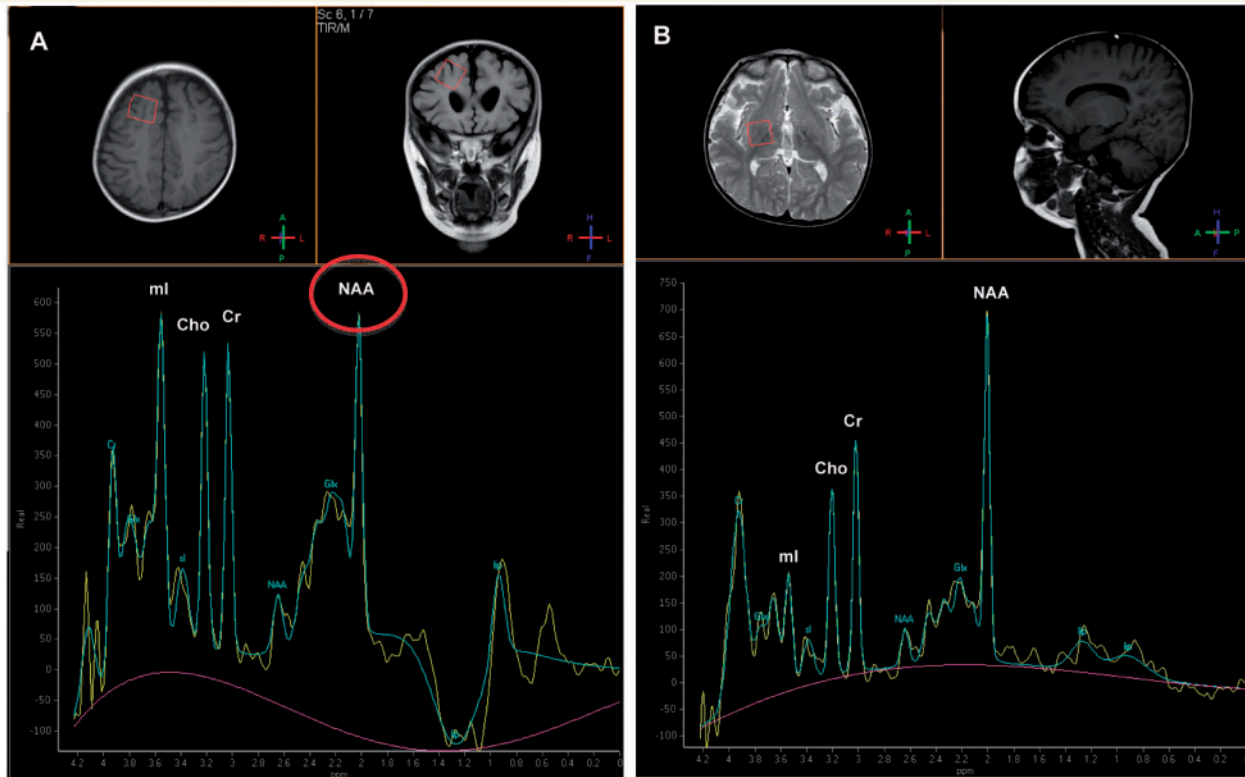 A
Sc 6, 1 / 7
TIR/M
A
R L
P
H
R L
F
B
A
R L
P
H
A P
F
mI
Cho
Cr
NAA
Cr
Glx
sI
NAA
Glx
lip
lip
600
550
500
450
400
350
300
250
200
150
100
50
0
-50
-100
Real
4.2 4 3.8 3.6 3.4 3.2 3 2.8 2.6 2.4 2.2 2 1.8 1.6 1.4 1.2 1 0.8 0.6 0.4 0.2 0
ppm
NAA
Cr
Cho
mI
Cr
Glx
sI
NAA
Glx
lip
lip
750
700
650
600
550
500
450
400
350
300
250
200
150
100
50
0
-50
-100
Real
4.2 4 3.8 3.6 3.4 3.2 3 2.8 2.6 2.4 2.2 2 1.8 1.6 1.4 1.2 1 0.8 0.6 0.4 0.2
ppm